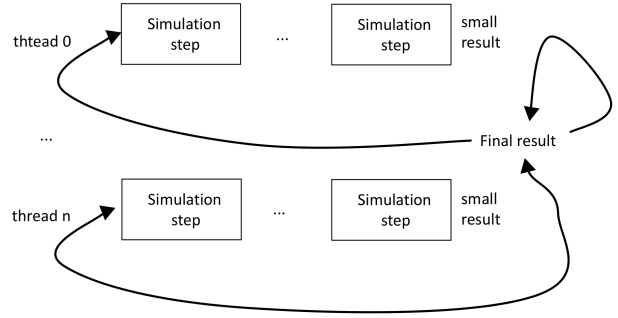 thtead 0
Simulation
step
...
Simulation
step
small
result
...
Final result
thread n
Simulation
step
...
Simulation
step
small
result